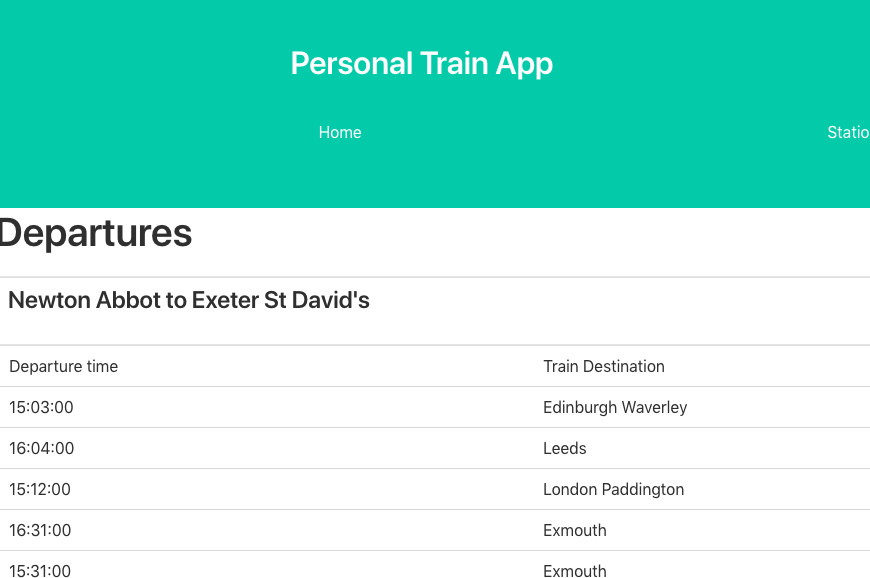 Personal Train App
Home Statio
Departures
Newton Abbot to Exeter St David's
Departure time Train Destination
15:03:00 Edinburgh Waverley
16:04:00 Leeds
15:12:00 London Paddington
16:31:00 Exmouth
15:31:00 Exmouth